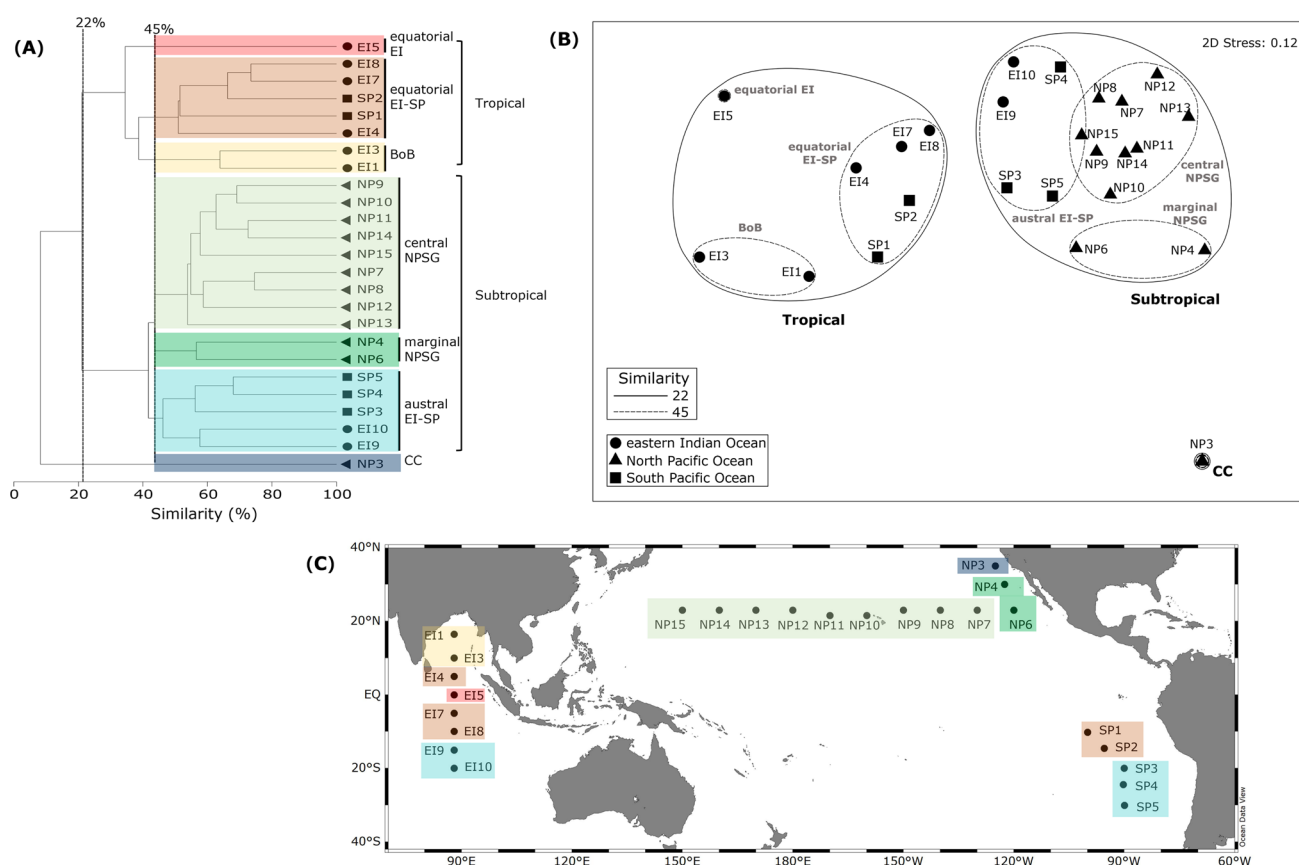 (A)
22%
45%
EI5
equatorial
EI
EI8
EI7
SP2
SP1
EI4
equatorial
EI-SP
Tropical
EI3
EI1
BoB
NP9
NP10
NP11
NP14
NP15
NP7
NP8
NP12
NP13
central
NPSG
Subtropical
NP4
NP6
marginal
NPSG
SP5
SP4
SP3
EI10
EI9
austral
EI-SP
NP3
CC
0 20 40 60 80 100
Similarity (%)
(B)
2D Stress: 0.12
equatorial EI
EI5
EI7
EI8
equatorial
EI-SP
EI4
SP2
SP1
BoB
EI3
EI1
Tropical
EI10
SP4
EI9
SP3
SP5
austral EI-SP
NP12
NP8
NP7
NP13
NP15
NP11
NP9
NP14
NP10
central
NPSG
marginal
NPSG
NP6
NP4
Subtropical
NP3
CC
Similarity
22
45
eastern Indian Ocean
North Pacific Ocean
South Pacific Ocean
(C)
40°N
20°N
EQ
20°S
40°S
NP3
NP4
NP15 NP14 NP13 NP12 NP11 NP10 NP9 NP8 NP7 NP6
EI1
EI3
EI4
EI5
EI7
EI8
EI9
EI10
SP1
SP2
SP3
SP4
SP5
90°E 120°E 150°E 180°E 150°W 120°W 90°W 60°W
Ocean Data View